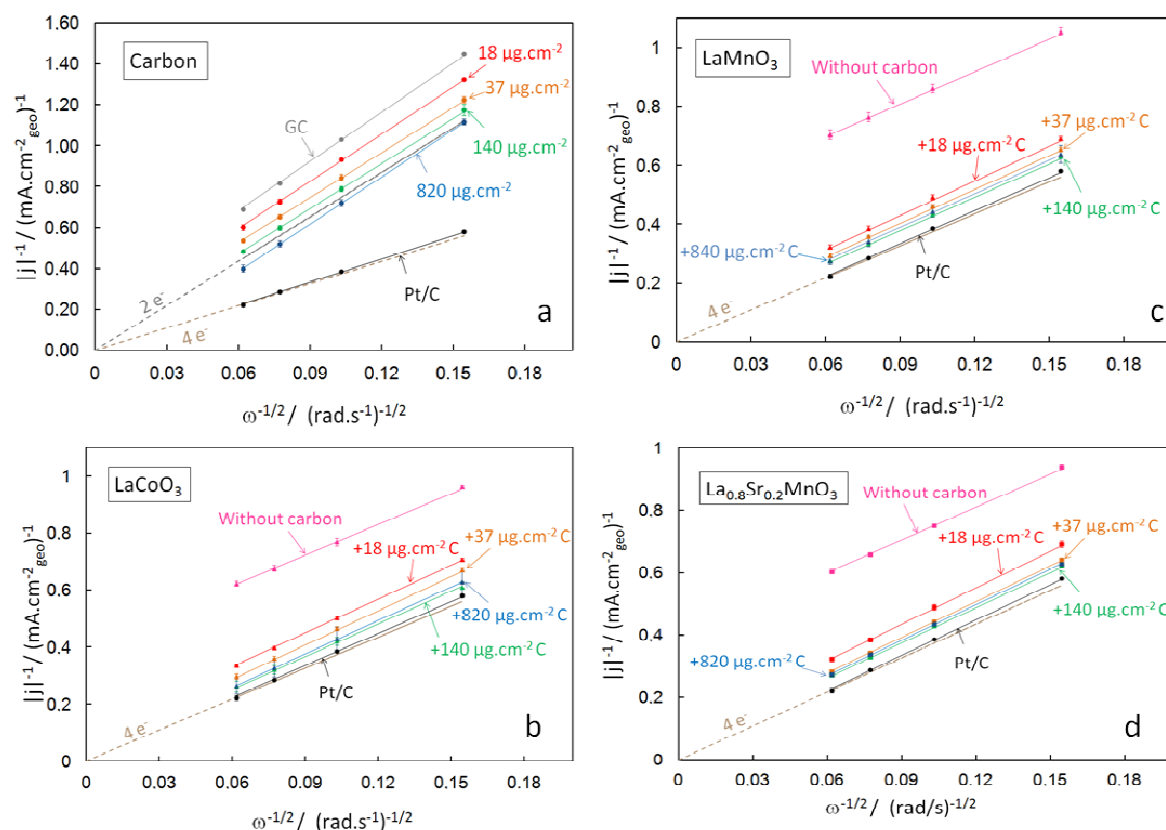 |j|⁻¹ / (mA.cm⁻²geo)⁻¹
1.60
1.40
1.20
1.00
0.80
0.60
0.40
0.20
0.00
Carbon
18 µg.cm⁻²
37 µg.cm⁻²
GC
140 µg.cm⁻²
820 µg.cm⁻²
2 e⁻
Pt/C
4 e⁻
a
0 0.03 0.06 0.09 0.12 0.15 0.18
ω⁻¹/² / (rad.s⁻¹)⁻¹/²
|j|⁻¹ / (mA.cm⁻²geo)⁻¹
1
0.8
0.6
0.4
0.2
0
LaMnO₃
Without carbon
+37 µg.cm⁻² C
+18 µg.cm⁻² C
+140 µg.cm⁻² C
+840 µg.cm⁻² C
Pt/C
4 e⁻
c
0 0.03 0.06 0.09 0.12 0.15 0.18
ω⁻¹/² / (rad.s⁻¹)⁻¹/²
|j|⁻¹ / (mA.cm⁻²geo)⁻¹
1
0.8
0.6
0.4
0.2
0
LaCoO₃
Without carbon
+37 µg.cm⁻² C
+18 µg.cm⁻² C
+820 µg.cm⁻² C
+140 µg.cm⁻² C
Pt/C
4 e⁻
b
0 0.03 0.06 0.09 0.12 0.15 0.18
ω⁻¹/² / (rad.s⁻¹)⁻¹/²
|j|⁻¹ / (mA.cm⁻²geo)⁻¹
1
0.8
0.6
0.4
0.2
0
La₀.₈Sr₀.₂MnO₃
Without carbon
+37 µg.cm⁻² C
+18 µg.cm⁻² C
+140 µg.cm⁻² C
+820 µg.cm⁻² C
Pt/C
4 e⁻
d
0 0.03 0.06 0.09 0.12 0.15 0.18
ω⁻¹/² / (rad/s)⁻¹/²